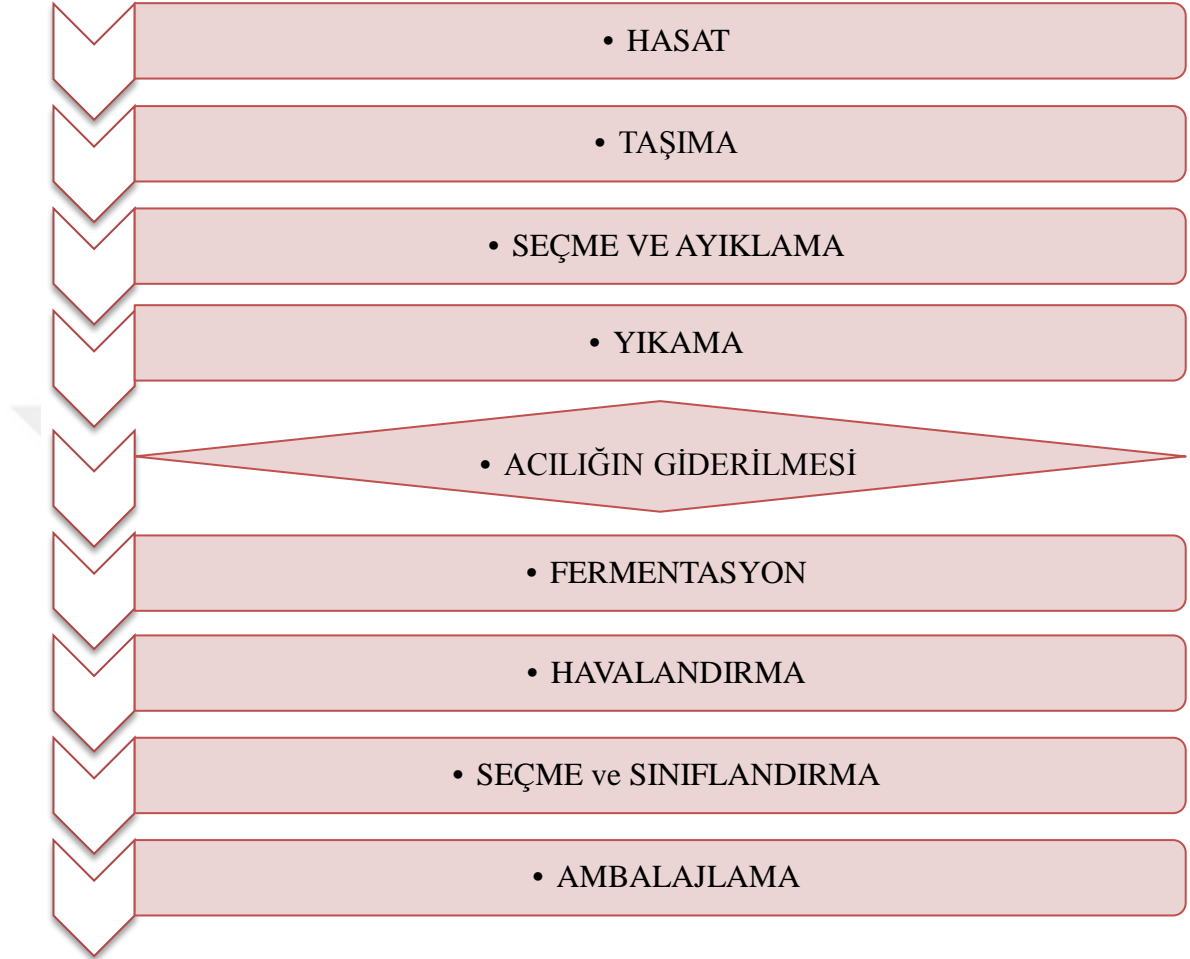 • HASAT
• TAŞIMA
• SEÇME VE AYIKLAMA
• YIKAMA
• ACILIĞIN GİDERİLMESİ
• FERMENTASYON
• HAVALANDIRMA
• SEÇME ve SINIFLANDIRMA
• AMBALAJLAMA